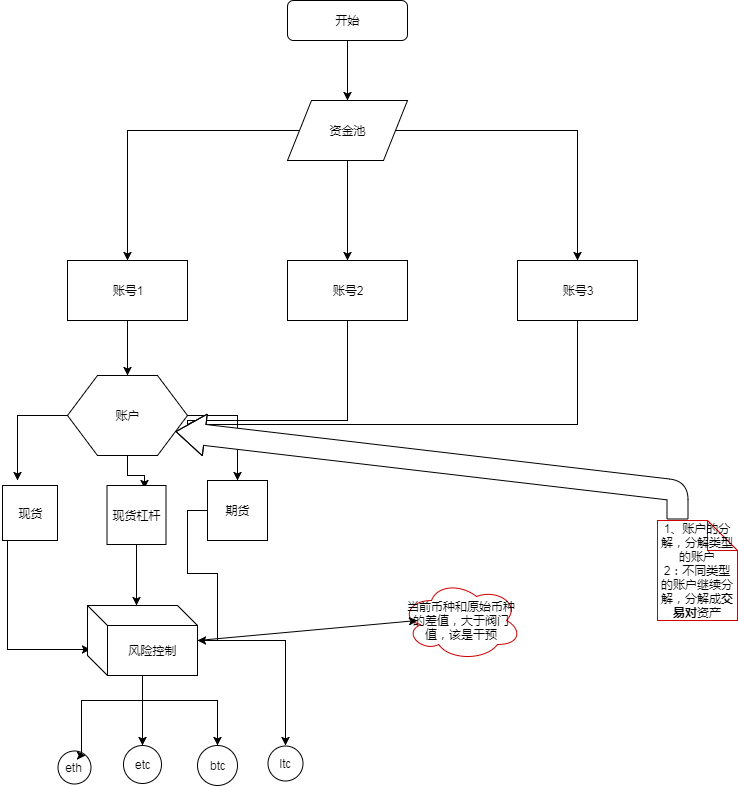 开始
资金池
账号1
账号2
账号3
账户
现货
现货杠杆
期货
1、账户的分
解，分解类型
的账户
2：不同类型
的账户继续分
解，分解成交
易对资产
当前币种和原始币种
的差值，大于阀门
值，该是干预
风险控制
eth
etc
btc
ltc